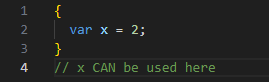 1 {
2   var x = 2;
3 }
4 // x CAN be used here